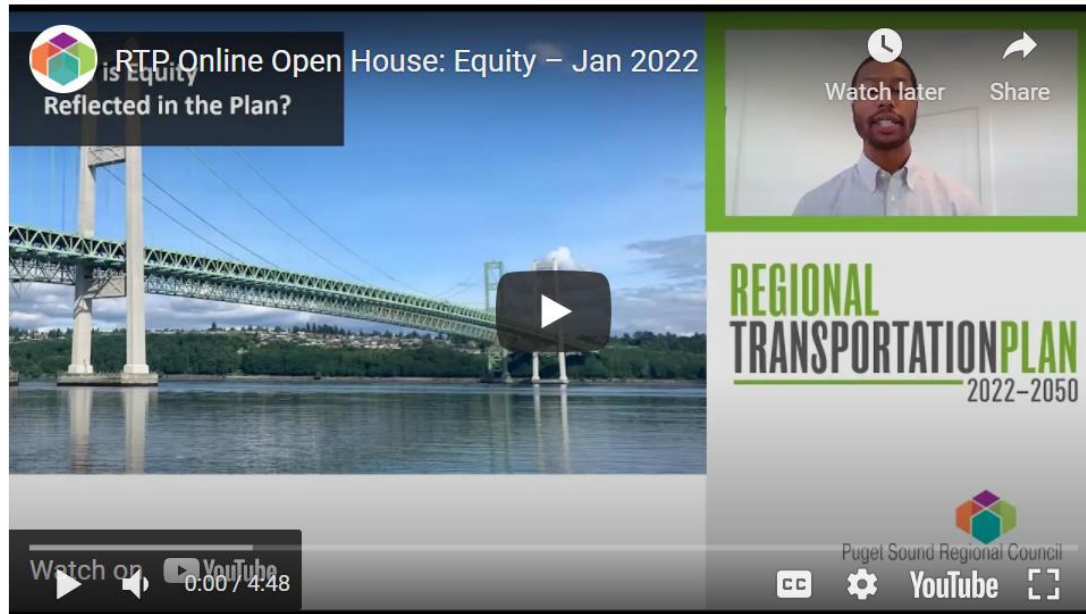 RTP Online Open House: Equity – Jan 2022
is Equity
Reflected in the Plan?
Watch later
Share
REGIONAL
TRANSPORTATIONPLAN
2022–2050
Puget Sound Regional Council
Watch on YouTube
0:00 / 4:48
CC
YouTube